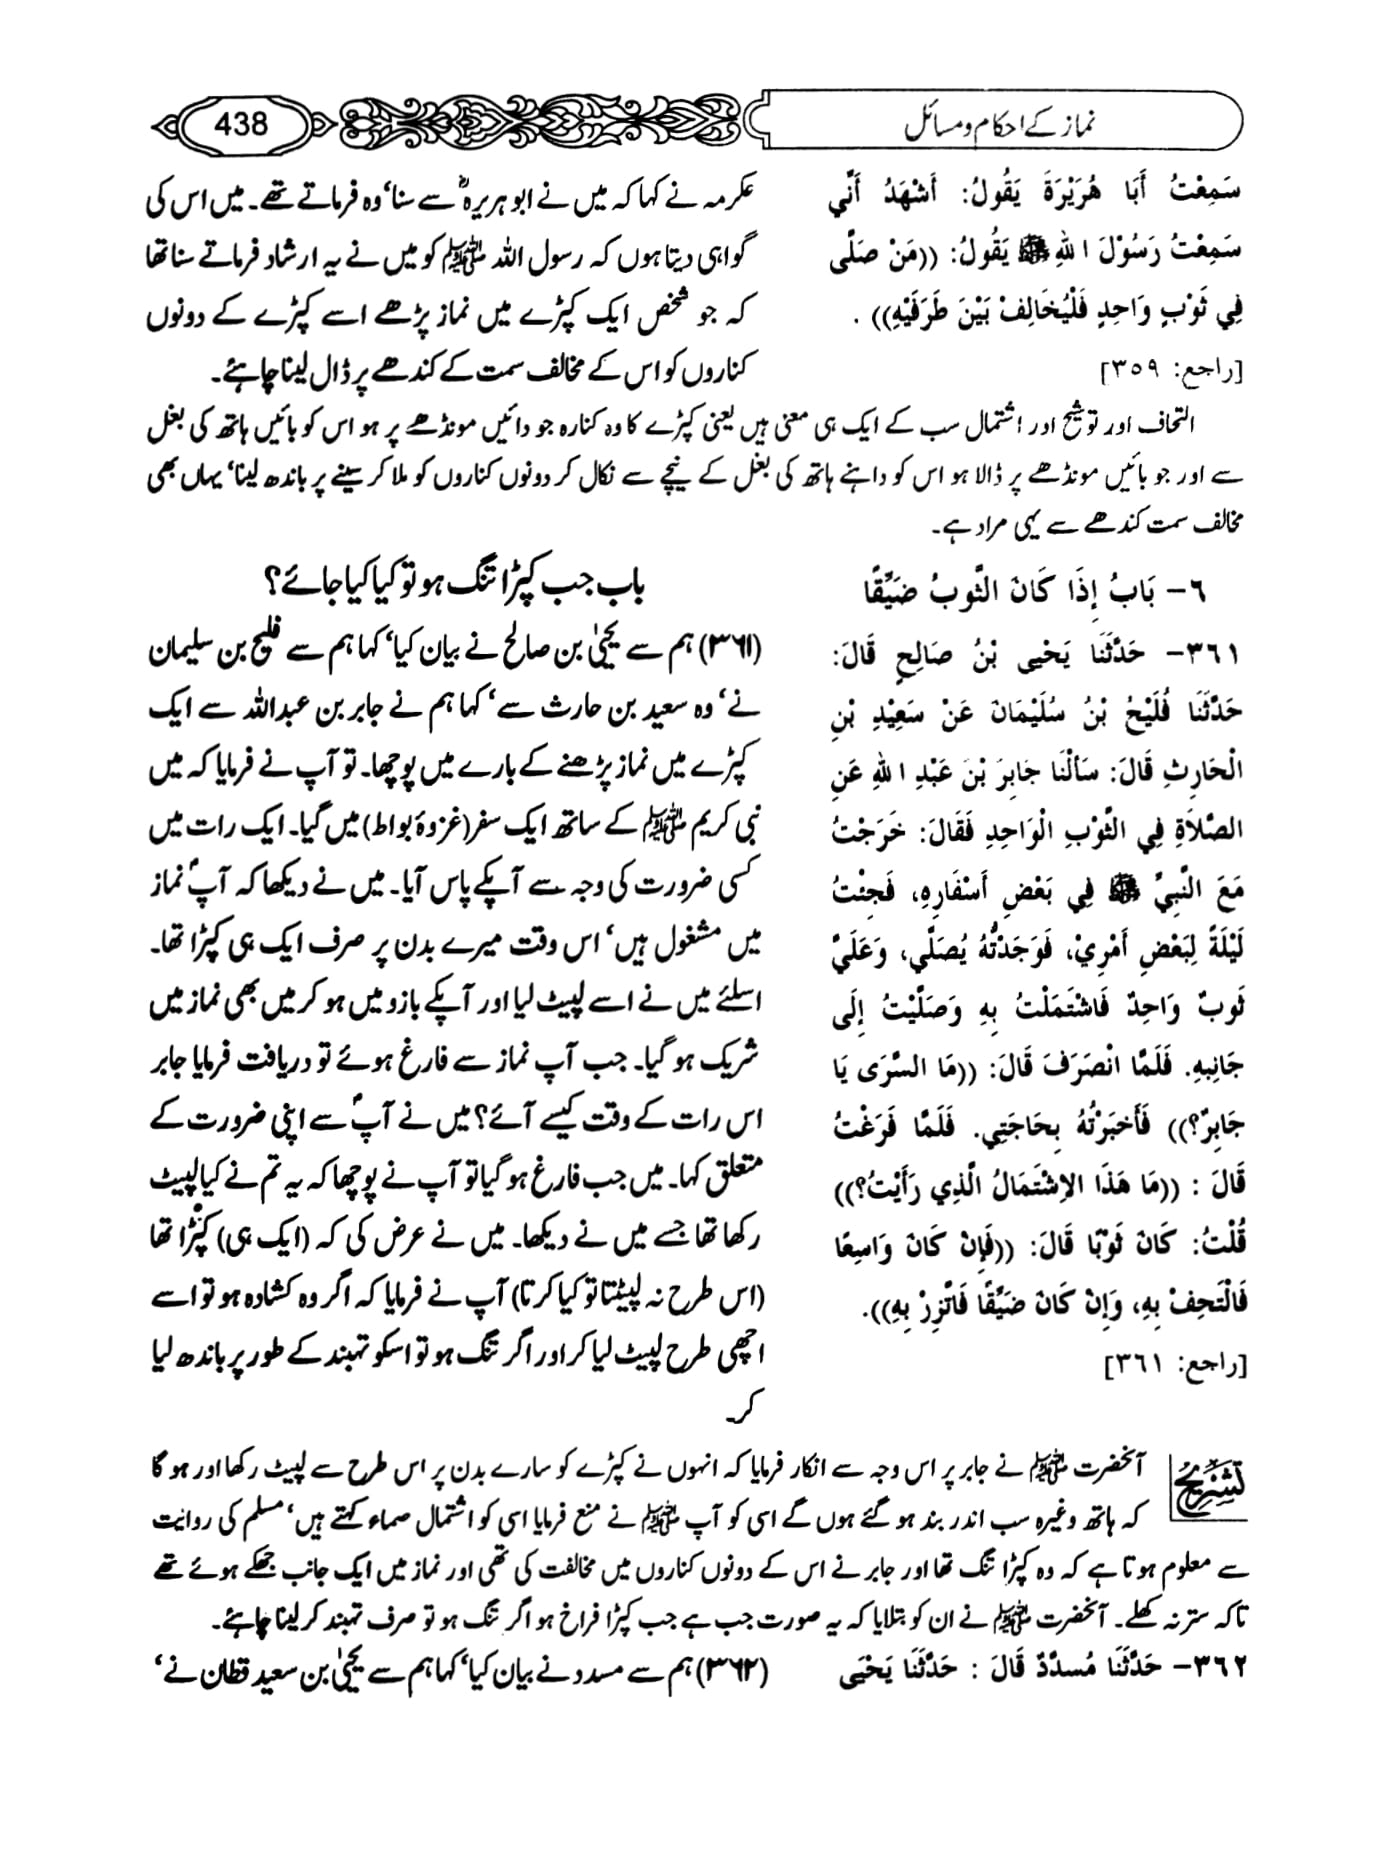 نماز کے احکام و مسائل
438
سَمِعْتُ أَبَا هُرَيْرَةَ يَقُولُ: أَشْهَدُ أَنِّي
سَمِعْتُ رَسُوْلَ اللهِ ﷺ يَقُولُ: ((مَنْ صَلَّى
فِي ثَوْبٍ وَاحِدٍ فَلْيُخَالِفْ بَيْنَ طَرَفَيْهِ)) .
[راجع: ٣٥٩]
عکرمہ نے کہا کہ میں نے ابو ہریرہؓ سے سنا‘ وہ فرماتے تھے۔ میں اس کی
گواہی دیتا ہوں کہ رسول اللہ ﷺ کو میں نے یہ ارشاد فرماتے سنا تھا
کہ جو شخص ایک کپڑے میں نماز پڑھے اسے کپڑے کے دونوں
کناروں کو اس کے مخالف سمت کے کندھے پر ڈال لینا چاہئے۔
التحاف اور توشیح اور اشتمال سب کے ایک ہی معنی ہیں یعنی کپڑے کا وہ کنارہ جو دائیں مونڈھے پر ہو اس کو بائیں ہاتھ کی بغل
سے اور جو بائیں مونڈھے پر ڈالا ہو اس کو داہنے ہاتھ کی بغل کے نیچے سے نکال کر دونوں کناروں کو ملا کر سینے پر باندھ لینا‘ یہاں بھی
مخالف سمت کندھے سے یہی مراد ہے۔
٦- بَابُ إِذَا كَانَ الثَّوبُ ضَيِّقًا
٣٦١- حَدَّثَنَا يَحْيى بْنُ صَالِحٍ قَالَ:
حَدَّثَنَا فُلَيْحُ بْنُ سُلَيْمَانَ عَنْ سَعِيْدِ بْنِ
الْحَارِثِ قَالَ: سَأَلْنَا جَابِرَ بْنَ عَبْدِ اللهِ عَنِ
الصَّلاَةِ فِي الثَّوْبِ الْوَاحِدِ فَقَالَ: خَرَجْتُ
مَعَ النَّبِيِّ ﷺ فِي بَعْضِ أَسْفَارِهِ، فَجِئْتُ
لَيْلَةً لِبَعْضِ أَمْرِيْ، فَوَجَدْتُهُ يُصَلِّي، وَعَلَيَّ
ثَوبٌ وَاحِدٌ فَاشْتَمَلْتُ بِهِ وَصَلَّيْتُ إِلَى
جَانِبِهِ. فَلَمَّا انْصَرَفَ قَالَ: ((مَا السُّرَى يَا
جَابِرٌ؟)) فَأَخبَرْتُهُ بِحَاجَتِي. فَلَمَّا فَرَغْتُ
قَالَ : ((مَا هَذَا الاِشْتَمَالُ الَّذِي رَأَيْتُ؟))
قُلْتُ: كَانَ ثَوبًا قَالَ: ((فَإِنْ كَانَ وَاسِعًا
فَالْتَحِفْ بِهِ، وَإِنْ كَانَ ضَيِّقًا فَاتَّزِرْ بِهِ)).
[راجع: ٣٦١]
باب جب کپڑا تنگ ہو تو کیا کیا جائے؟
(۳۶۱) ہم سے یحییٰ بن صالح نے بیان کیا‘ کہا ہم سے فلیح بن سلیمان
نے‘ وہ سعید بن حارث سے‘ کہا ہم نے جابر بن عبداللہ سے ایک
کپڑے میں نماز پڑھنے کے بارے میں پوچھا۔ تو آپ نے فرمایا کہ میں
نبی کریم ﷺ کے ساتھ ایک سفر (غزوۂ بواط) میں گیا۔ ایک رات میں
کسی ضرورت کی وجہ سے آپکے پاس آیا۔ میں نے دیکھا کہ آپؐ نماز
میں مشغول ہیں‘ اس وقت میرے بدن پر صرف ایک ہی کپڑا تھا۔
اسلئے میں نے اسے لپیٹ لیا اور آپکے بازو میں ہو کر میں بھی نماز میں
شریک ہو گیا۔ جب آپ نماز سے فارغ ہوئے تو دریافت فرمایا جابر
اس رات کے وقت کیسے آئے؟ میں نے آپؐ سے اپنی ضرورت کے
متعلق کہا۔ میں جب فارغ ہو گیا تو آپ نے پوچھا کہ یہ تم نے کیا لپیٹ
رکھا تھا جسے میں نے دیکھا۔ میں نے عرض کی کہ (ایک ہی) کپڑا تھا
(اس طرح نہ لپیٹتا تو کیا کرتا) آپ نے فرمایا کہ اگر وہ کشادہ ہو تو اسے
اچھی طرح لپیٹ لیا کر اور اگر تنگ ہو تو اسکو تہبند کے طور پر باندھ لیا
کر۔
تشریح
آنحضرت ﷺ نے جابر پر اس وجہ سے انکار فرمایا کہ انہوں نے کپڑے کو سارے بدن پر اس طرح سے لپیٹ رکھا اور ہو گا
کہ ہاتھ وغیرہ سب اندر بند ہو گئے ہوں گے اسی کو آپ ﷺ نے منع فرمایا اسی کو اشتمال صماء کہتے ہیں‘ مسلم کی روایت
سے معلوم ہوتا ہے کہ وہ کپڑا تنگ تھا اور جابر نے اس کے دونوں کناروں میں مخالفت کی تھی اور نماز میں ایک جانب جھکے ہوئے تھے
تاکہ ستر نہ کھلے۔ آنحضرت ﷺ نے ان کو بتلایا کہ یہ صورت جب ہے جب کپڑا فراخ ہو اگر تنگ ہو تو صرف تہبند کر لینا چاہئے۔
٣٦٢- حَدَّثَنَا مُسدَّدٌ قَالَ : حَدَّثَنَا يَحْيَى
(۳۶۲) ہم سے مسدد نے بیان کیا‘ کہا ہم سے یحییٰ بن سعید قطان نے‘